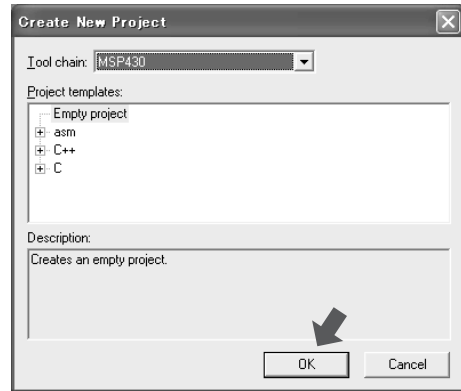 Create New Project
Tool chain: MSP430
Project templates:
Empty project
asm
C++
C
Description:
Creates an empty project.
OK Cancel